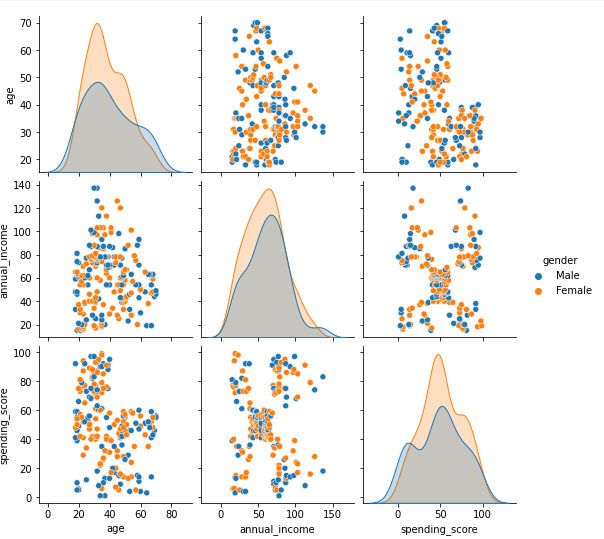 70
60
50
40
30
20
age
140
120
100
80
60
40
20
annual_income
gender
Male
Female
100
80
60
40
20
0
spending_score
0 20 40 60 80
0 50 100 150
0 50 100
age
annual_income
spending_score